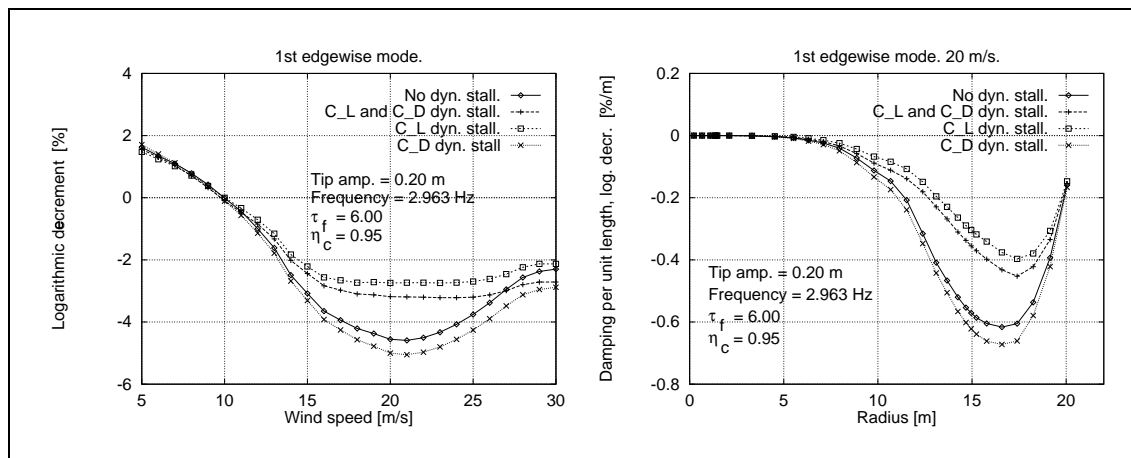 1st edgewise mode.
4
2
0
-2
-4
-6
Logarithmic decrement [%]
No dyn. stall.
C_L and C_D dyn. stall.
C_L dyn. stall.
C_D dyn. stall
Tip amp. = 0.20 m
Frequency = 2.963 Hz
τ_f = 6.00
η_c = 0.95
5 10 15 20 25 30
Wind speed [m/s]
1st edgewise mode. 20 m/s.
0.2
0
-0.2
-0.4
-0.6
-0.8
Damping per unit length, log. decr. [%/m]
No dyn. stall.
C_L and C_D dyn. stall.
C_L dyn. stall.
C_D dyn. stall.
Tip amp. = 0.20 m
Frequency = 2.963 Hz
τ_f = 6.00
η_c = 0.95
0 5 10 15 20
Radius [m]